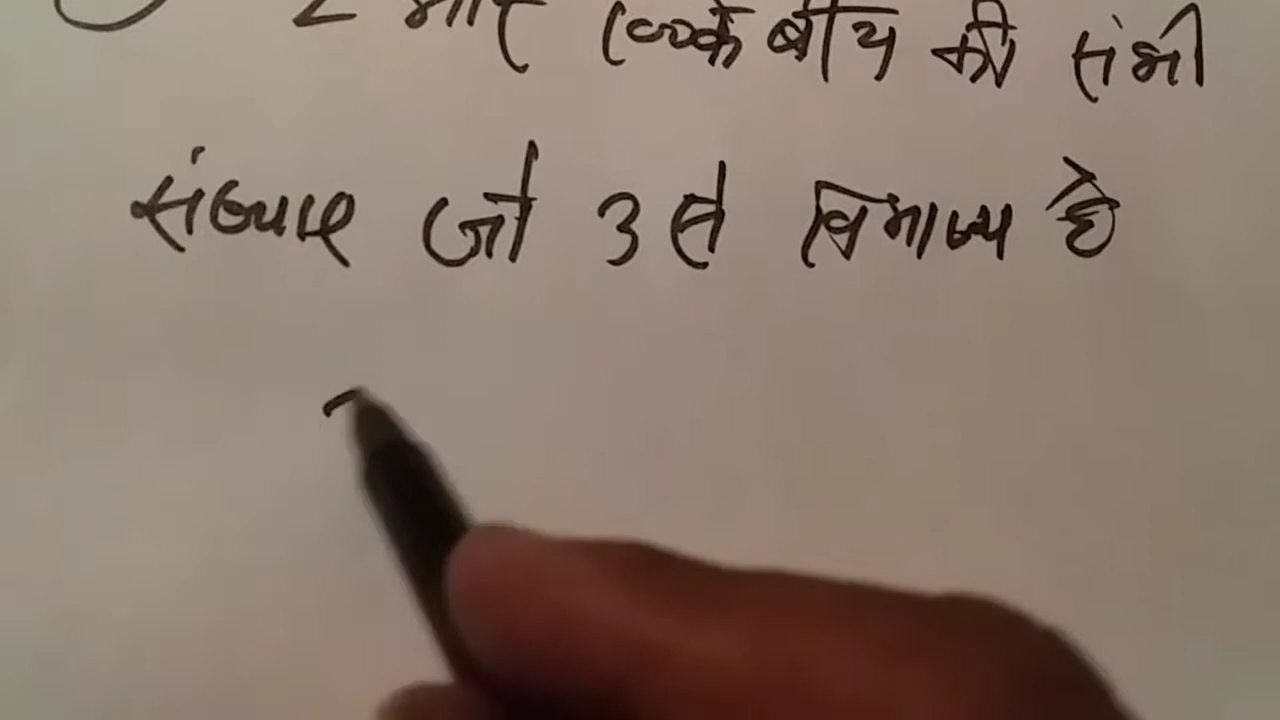 2 और 100 के बीच की सभी
संख्याएँ जो 3 से विभाज्य है